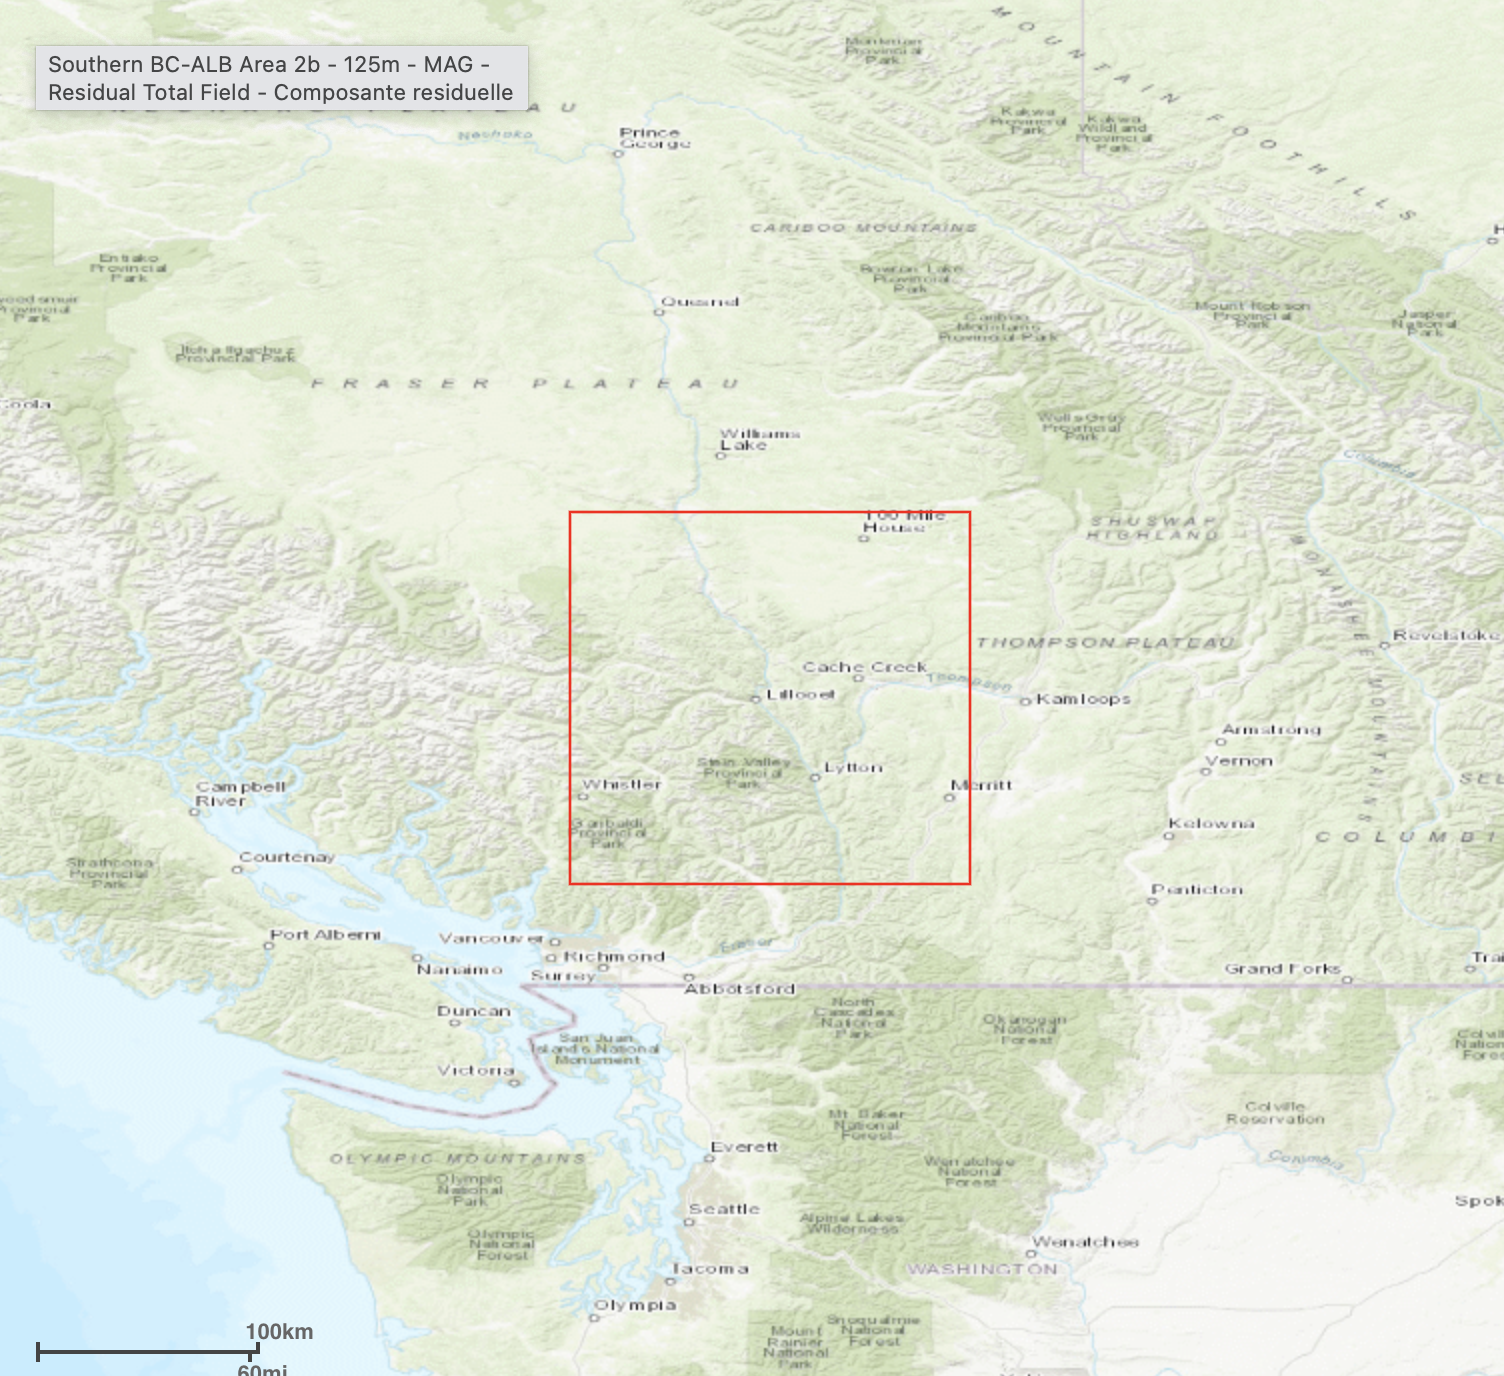 Southern BC-ALB Area 2b - 125m - MAG -
Residual Total Field - Composante residuelle
A U
MOUNTAIN FOOTHILLS
Monkman
Provincial
Park
Kakwa
Provincial
Park
Kakwa
Wildland
Provincial
Park
Nechako
Prince
George
CARIBOO MOUNTAINS
H
Entiako
Provincial
Park
Bowron Lake
Provincial
Park
Provincial
Park
Quesnel
Cariboo
Mountains
Provincial Park
Mount Robson
Provincial
Park
Jasper
National
Park
Itcha Ilgachuz
Provincial Park
FRASER PLATEAU
Coola
Wells Gray
Provincial
Park
Williams
Lake
Columbia
100 Mile
House
SHUSWAP
HIGHLAND
MONASHEE MOUNTAINS
THOMPSON PLATEAU
Revelstoke
Cache Creek
Thompson
Lillooet
Kamloops
Armstrong
Stein Valley
Provincial
Park
Lytton
Vernon
Whistler
Merritt
SEL
Campbell
River
Garibaldi
Provincial
Park
Kelowna
COLUMBI
Courtenay
Strathcona
Provincial
Park
Penticton
Port Alberni
Vancouver
Fraser
Richmond
Nanaimo
Surrey
Abbotsford
Grand Forks
Trai
Duncan
North
Cascades
National
Park
Okanogan
National
Forest
San Juan
Islands National
Monument
Colvil
Nation
Fores
Victoria
Colville
Reservation
Mt. Baker
National
Forest
Everett
OLYMPIC MOUNTAINS
Olympic
National
Park
Wenatchee
National
Forest
Columbia
Seattle
Alpine Lakes
Wilderness
Spok
Olympic
National
Forest
Wenatchee
Tacoma
WASHINGTON
Olympia
Mount
Rainier
National
Park
Snoqualmie
National
Forest
100km
60mi